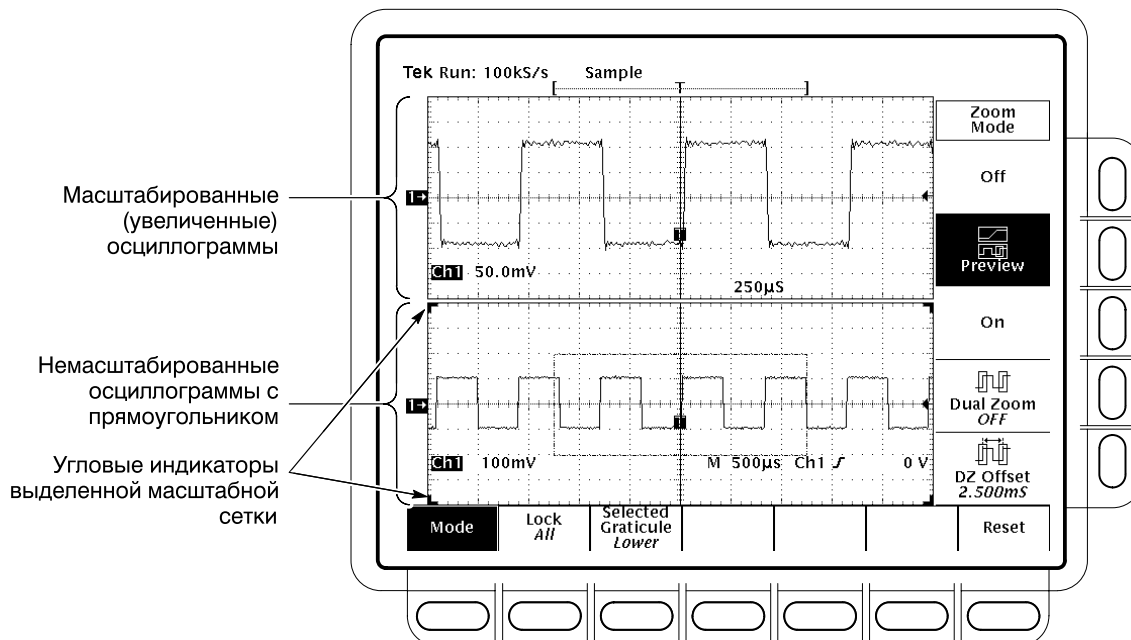 Tek Run: 100kS/s Sample
[ T ]
Масштабированные
(увеличенные)
осциллограммы
1
T
Ch1 50.0mV
250µS
Немасштабированные
осциллограммы с
прямоугольником
1
T
Ch1 100mV M 500µs Ch1 0 V
Угловые индикаторы
выделенной масштабной
сетки
Zoom
Mode
Off
Preview
On
Dual Zoom
OFF
DZ Offset
2.500mS
Mode
Lock
All
Selected
Graticule
Lower
Reset